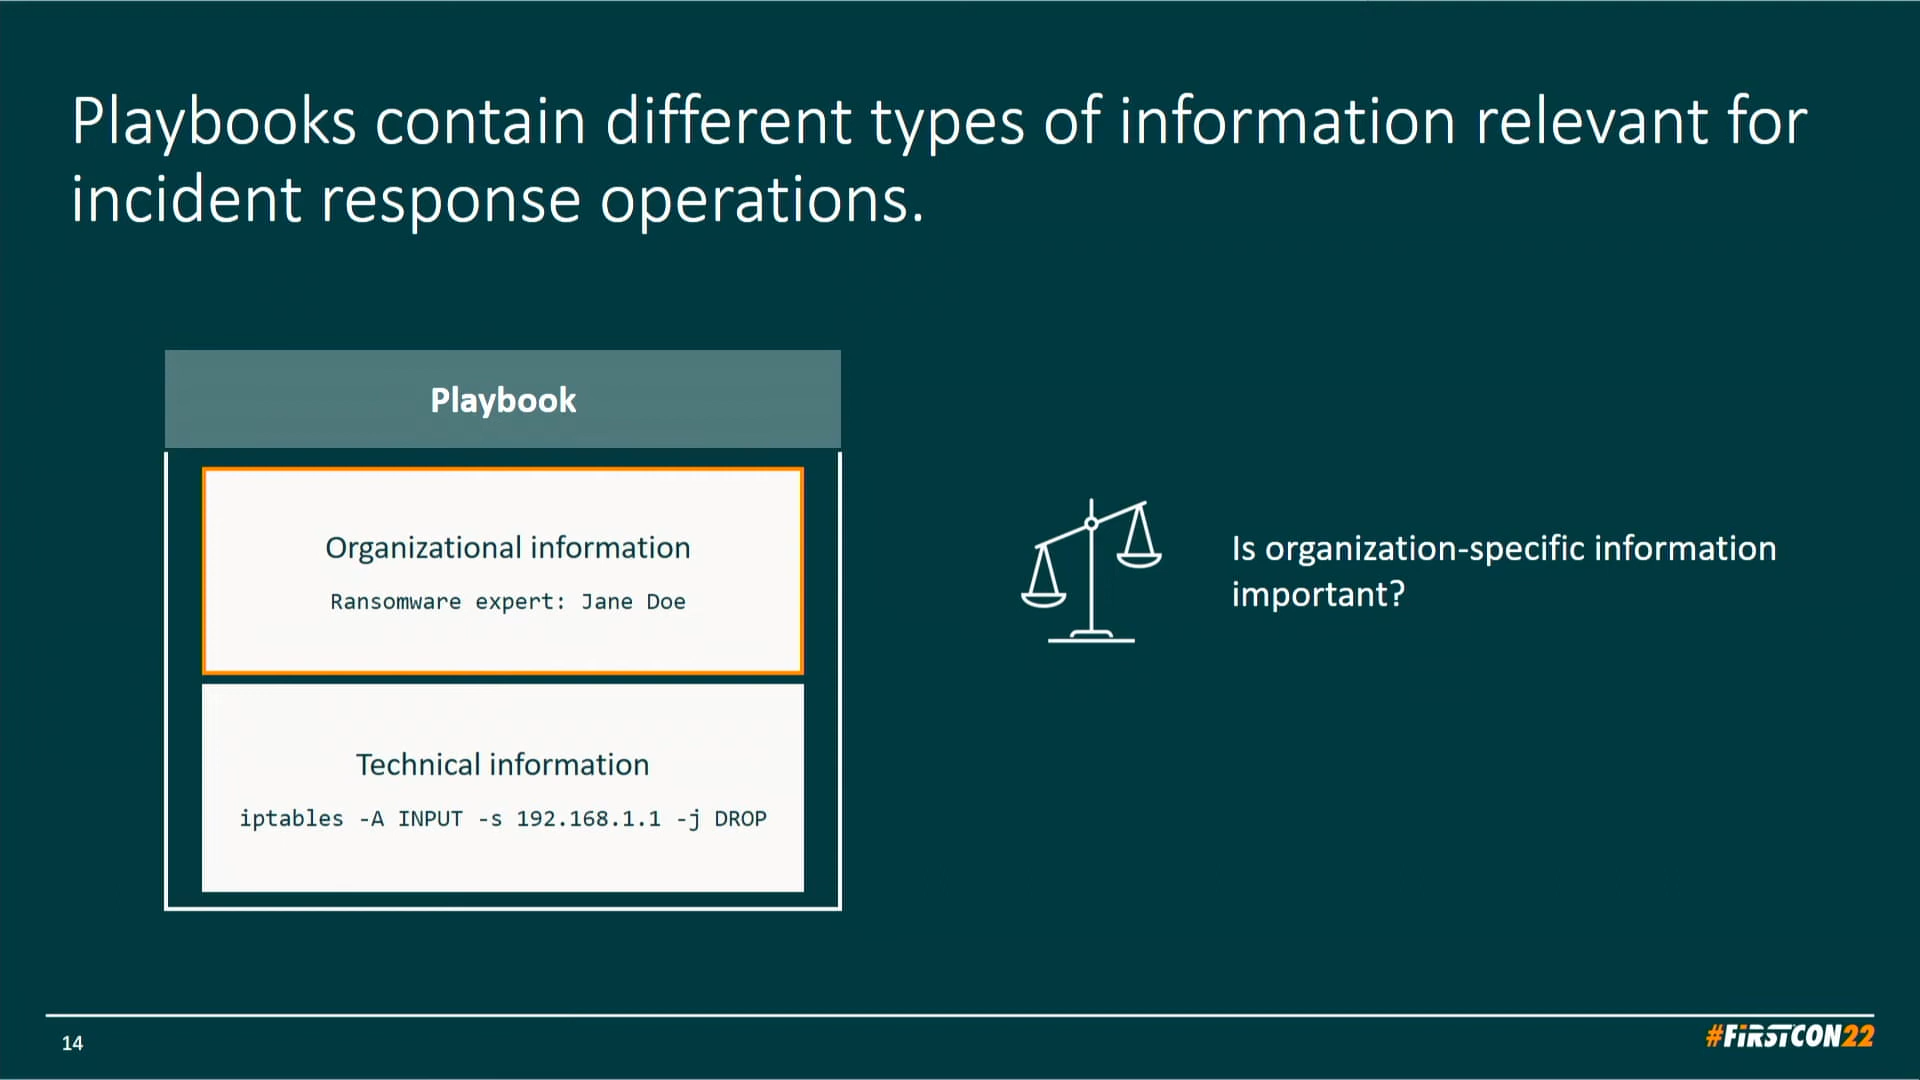 Playbooks contain different types of information relevant for
incident response operations.
Playbook
Organizational information
Ransomware expert: Jane Doe
Technical information
iptables -A INPUT -s 192.168.1.1 -j DROP
Is organization-specific information
important?
14
#FiRSTCON22